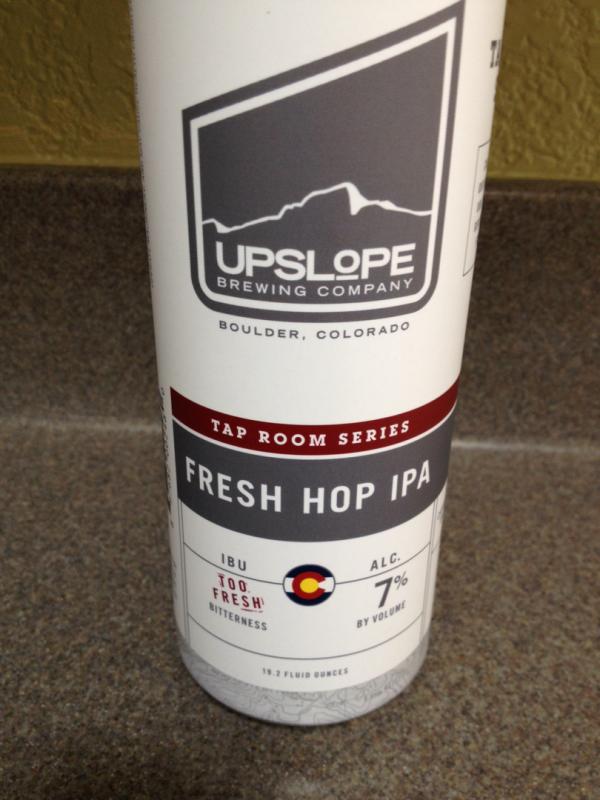 UPSLOPE
BREWING COMPANY
BOULDER, COLORADO
TAP ROOM SERIES
FRESH HOP IPA
IBU
TOO
FRESH
BITTERNESS
ALC.
7%
BY VOLUME
19.2 FLUID OUNCES